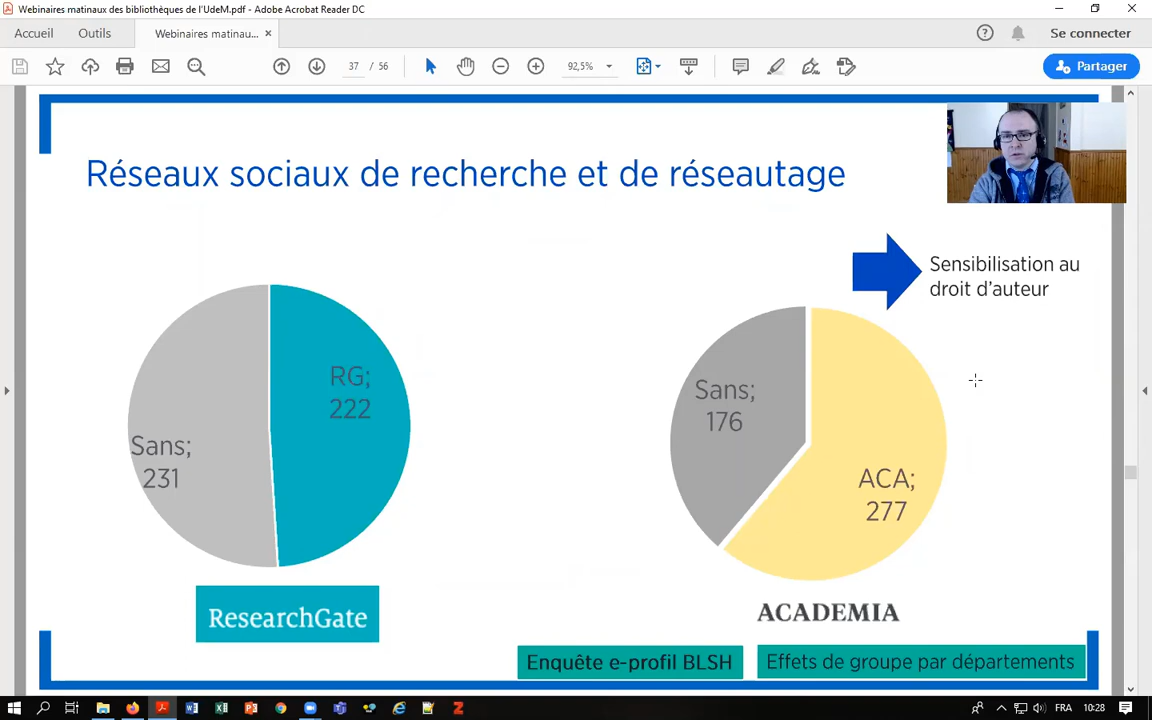 Webinaires matinaux des bibliothèques de l'UdeM.pdf - Adobe Acrobat Reader DC
Accueil
Outils
Webinaires matinau...
Se connecter
37 / 56
92,5%
Partager
Réseaux sociaux de recherche et de réseautage
Sensibilisation au
droit d'auteur
RG;
222
Sans;
231
Sans;
176
ACA;
277
ResearchGate
ACADEMIA
Enquête e-profil BLSH
Effets de groupe par départements
FRA
10:28